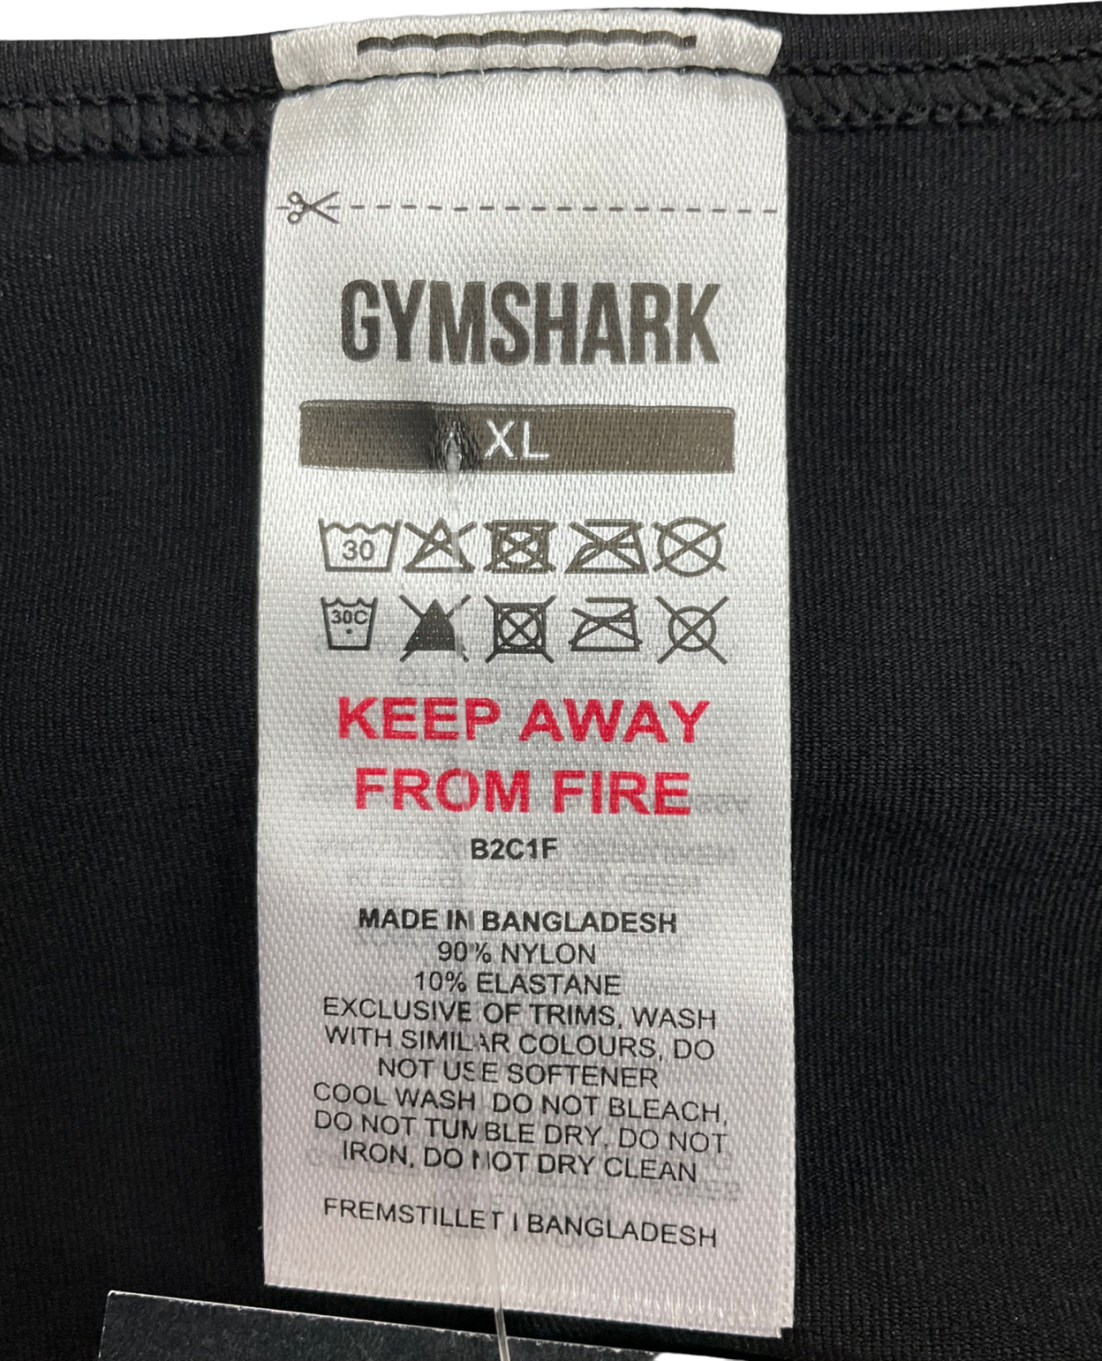 GYMSHARK
XL
30
30C
KEEP AWAY
FROM FIRE
B2C1F
MADE IN BANGLADESH
90% NYLON
10% ELASTANE
EXCLUSIVE OF TRIMS, WASH
WITH SIMILAR COLOURS, DO
NOT USE SOFTENER
COOL WASH, DO NOT BLEACH,
DO NOT TUMBLE DRY, DO NOT
IRON, DO NOT DRY CLEAN
FREMSTILLET I BANGLADESH